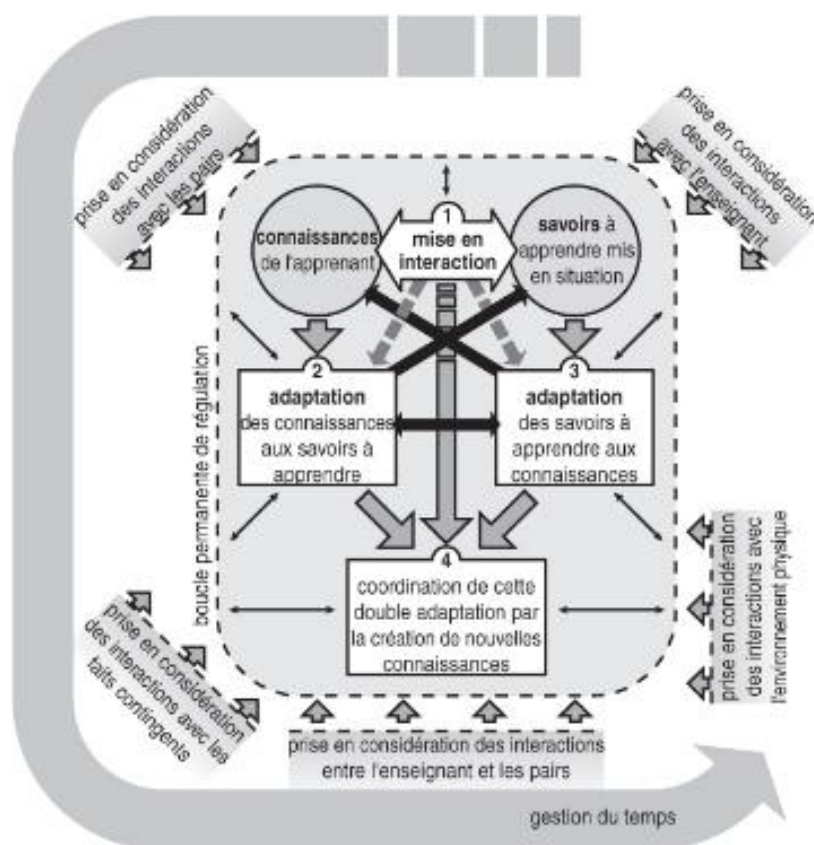 prise en considération
des interactions
avec les pairs
prise en considération
des interactions
avec l'enseignant
1
connaissances
de l'apprenant
mise en
interaction
savoirs à
apprendre mis
en situation
2
adaptation
des connaissances
aux savoirs à
apprendre
3
adaptation
des savoirs à
apprendre aux
connaissances
boucle permanente de régulation
4
coordination de cette
double adaptation par
la création de nouvelles
connaissances
prise en considération
des interactions avec
l'environnement physique
prise en considération
des interactions avec les
faits contingents
prise en considération des interactions
entre l'enseignant et les pairs
gestion du temps